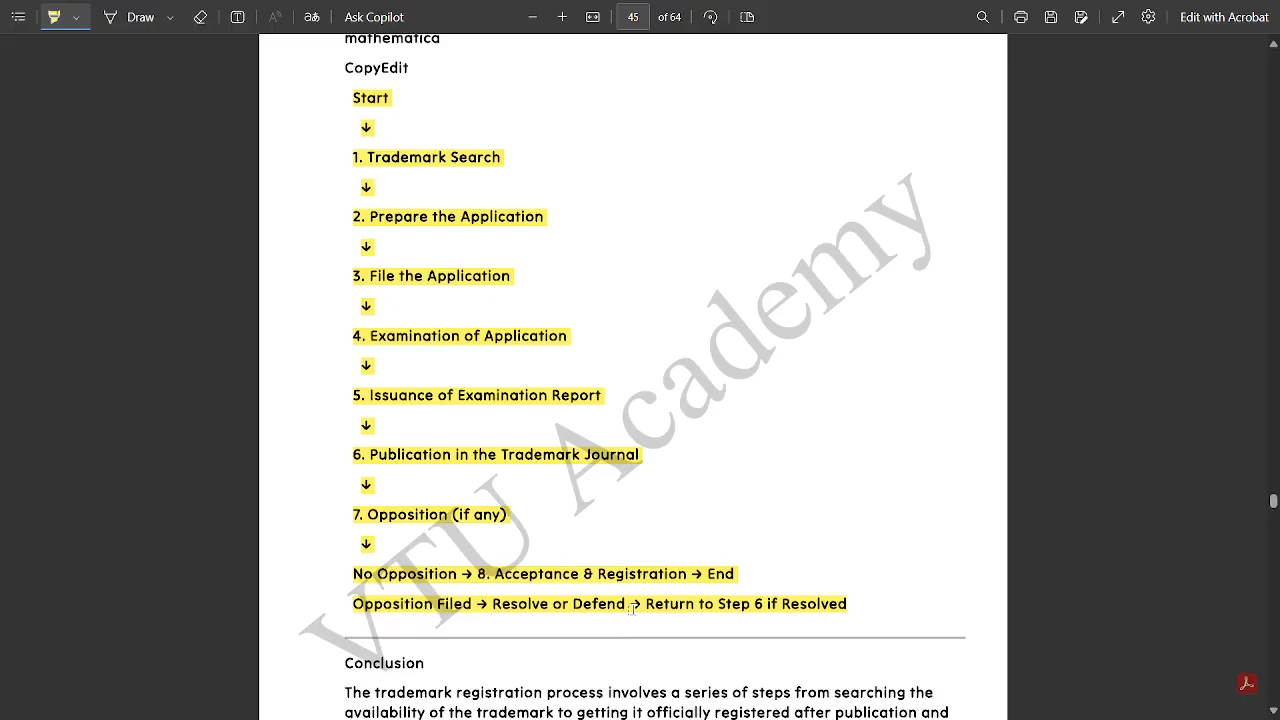 Draw
aあ
Ask Copilot
45
of 64
Edit with Acrobat
mathematica
CopyEdit
Start
↓
1. Trademark Search
↓
2. Prepare the Application
↓
3. File the Application
↓
4. Examination of Application
↓
5. Issuance of Examination Report
↓
6. Publication in the Trademark Journal
↓
7. Opposition (if any)
↓
No Opposition → 8. Acceptance & Registration → End
Opposition Filed → Resolve or Defend → Return to Step 6 if Resolved
VTU Academy
Conclusion
The trademark registration process involves a series of steps from searching the
availability of the trademark to getting it officially registered after publication and